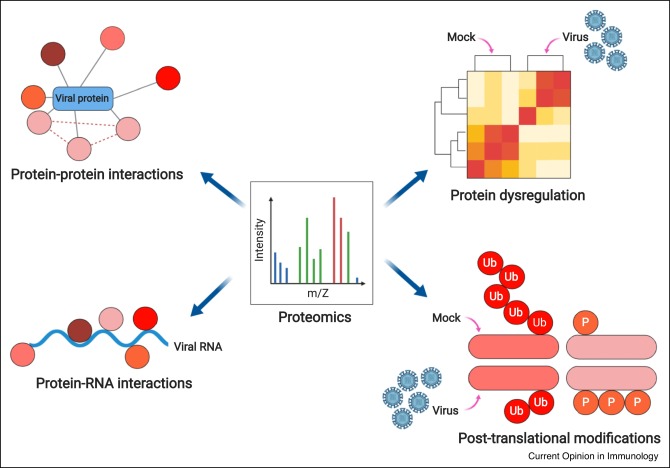 Mock
Virus
Viral protein
Protein-protein interactions
Protein dysregulation
Intensity
m/Z
Proteomics
Viral RNA
Protein-RNA interactions
Ub
Ub
Ub
Ub
Ub
P
Mock
Virus
Ub
Ub
P
P
P
Post-translational modifications
Current Opinion in Immunology